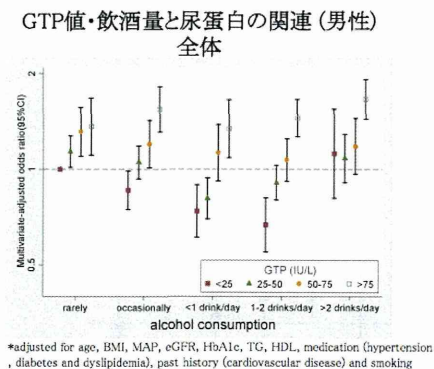 GTP値・飲酒量と尿蛋白の関連 (男性)
全体
Multivariate-adjusted odds ratio(95%CI)
2
1
0.5
GTP (IU/L)
<25 25-50 50-75 >75
rarely occasionally <1 drink/day 1-2 drinks/day >2 drinks/day
alcohol consumption
*adjusted for age, BMI, MAP, eGFR, HbA1c, TG, HDL, medication (hypertension
, diabetes and dyslipidemia), past history (cardiovascular disease) and smoking